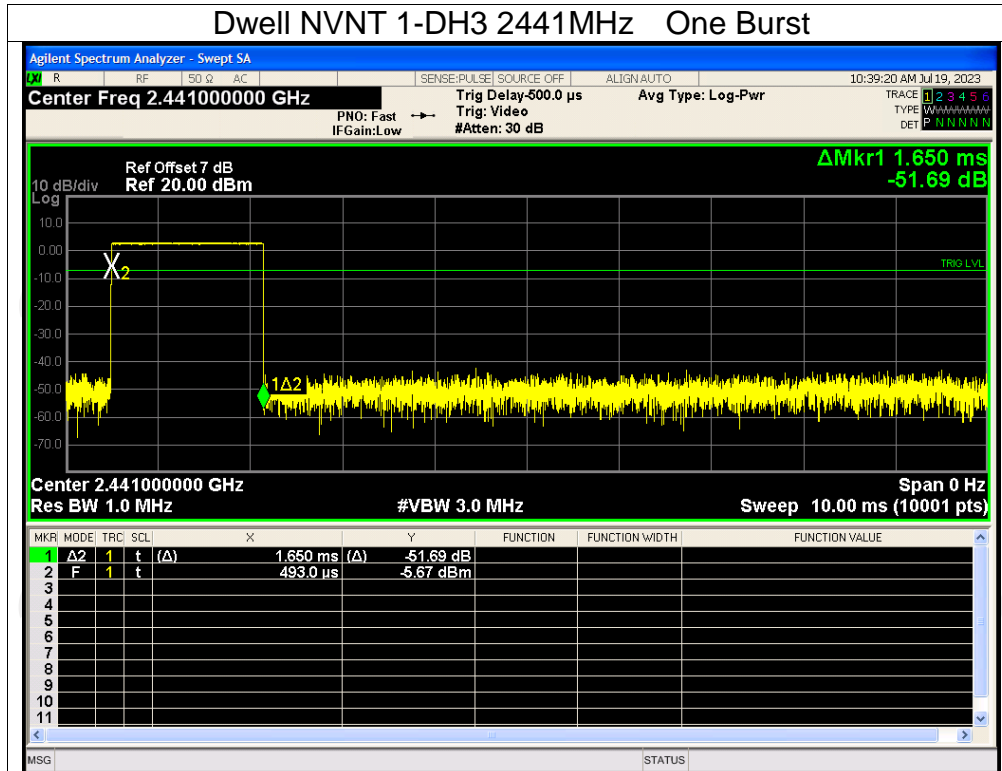 Dwell NVNT 1-DH3 2441MHz One Burst
Agilent Spectrum Analyzer - Swept SA
LXI R RF 50 Ω AC SENSE:PULSE SOURCE OFF ALIGN AUTO 10:39:20 AM Jul 19, 2023
Center Freq 2.441000000 GHz Trig Delay-500.0 µs Avg Type: Log-Pwr TRACE 1 2 3 4 5 6
PNO: Fast Trig: Video TYPE WWWWWW
IFGain:Low #Atten: 30 dB DET P N N N N N
ΔMkr1 1.650 ms
-51.69 dB
Ref Offset 7 dB
10 dB/div Ref 20.00 dBm
Log
10.0
0.00
TRIG LVL
2
-10.0
-20.0
-30.0
-40.0
1Δ2
-50.0
-60.0
-70.0
Center 2.441000000 GHz Span 0 Hz
Res BW 1.0 MHz #VBW 3.0 MHz Sweep 10.00 ms (10001 pts)
MKR MODE TRC SCL X Y FUNCTION FUNCTION WIDTH FUNCTION VALUE
1 Δ2 1 t (Δ) 1.650 ms (Δ) -51.69 dB
2 F 1 t 493.0 µs -5.67 dBm
3
4
5
6
7
8
9
10
11
MSG STATUS